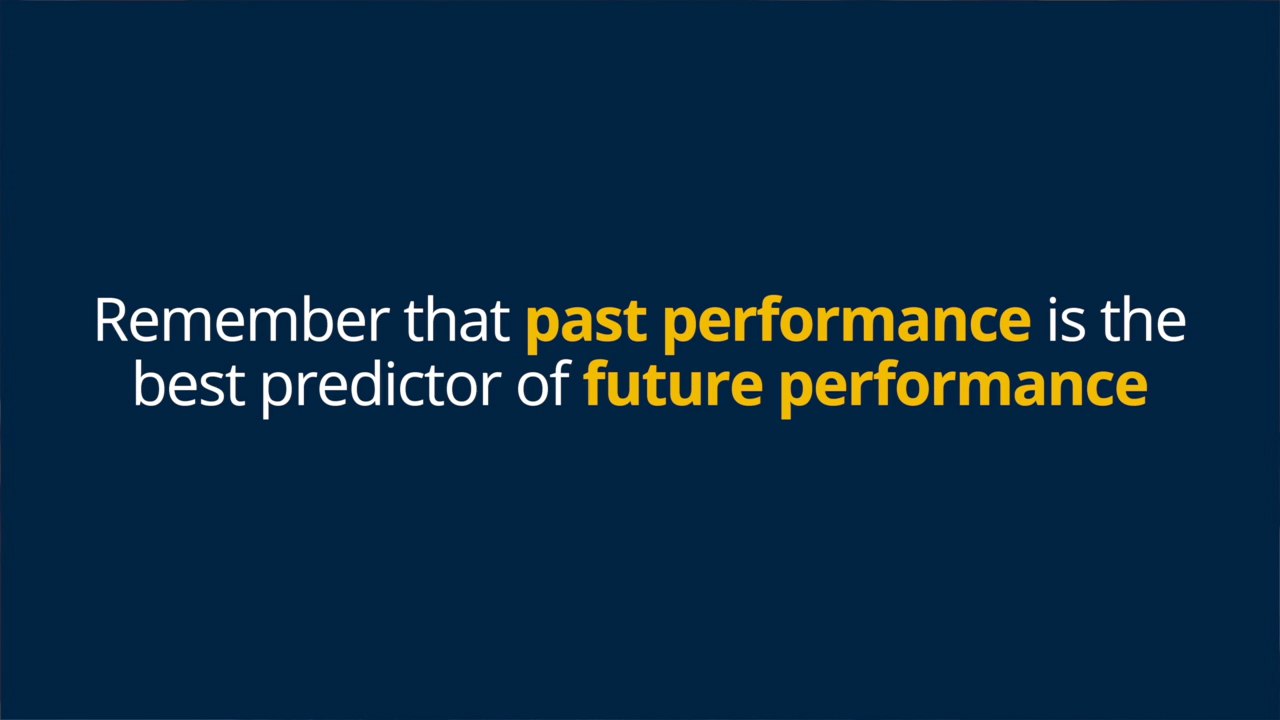 Remember that past performance is the
best predictor of future performance